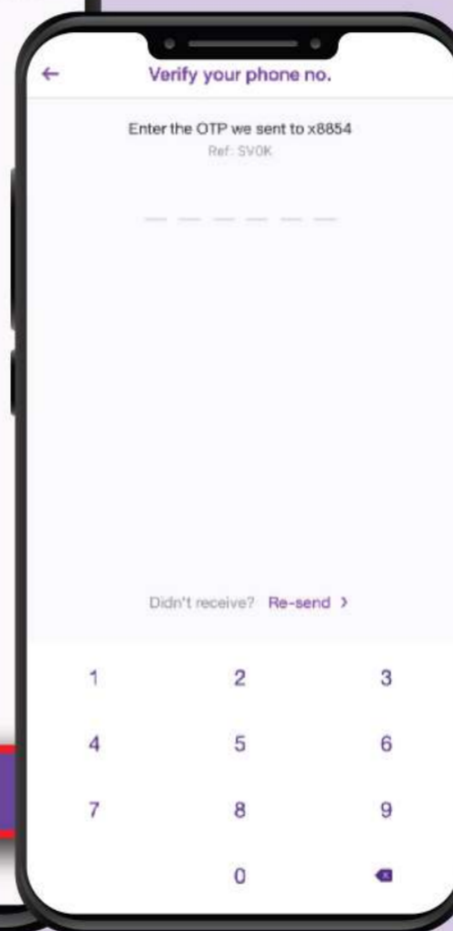 Verify your phone no.
Enter the OTP we sent to x8854
Ref: SV0K
Didn't receive? Re-send >
1 2 3
4 5 6
7 8 9
0